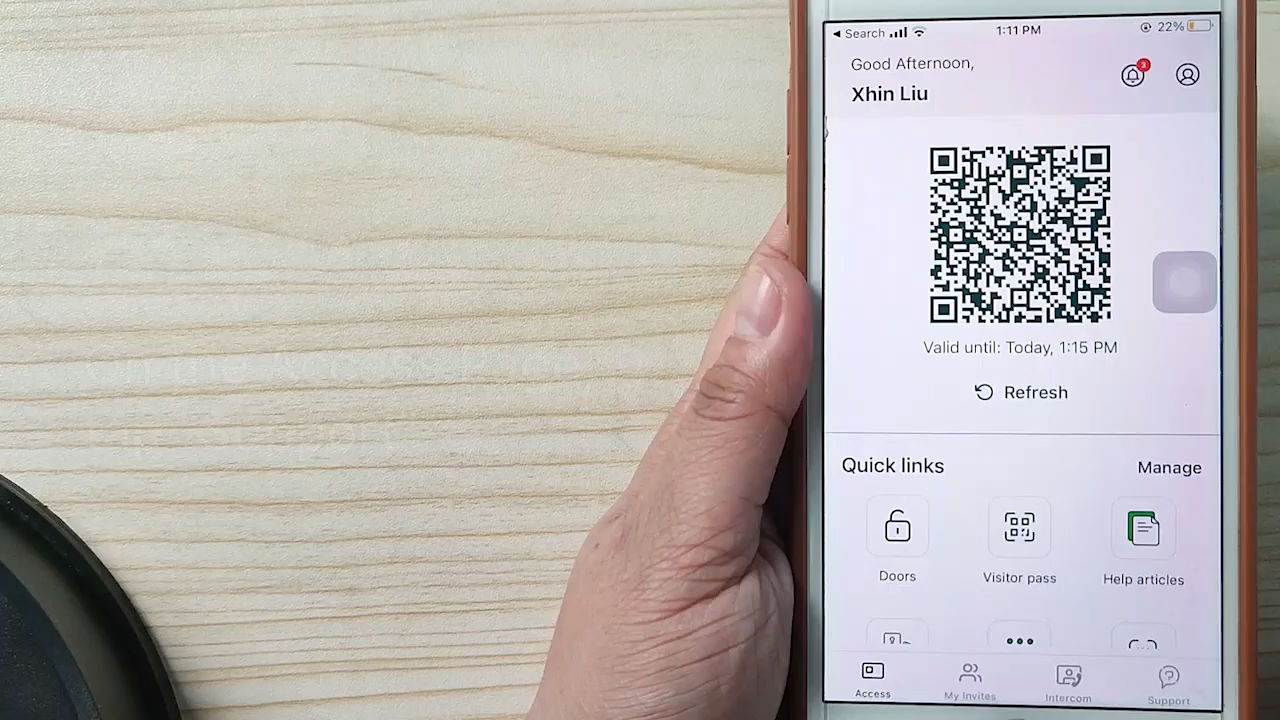 ◀ Search
1:11 PM
22%
Good Afternoon,
3
Xhin Liu
Valid until: Today, 1:15 PM
Refresh
Quick links
Manage
Doors
Visitor pass
Help articles
Access
My Invites
Intercom
Support